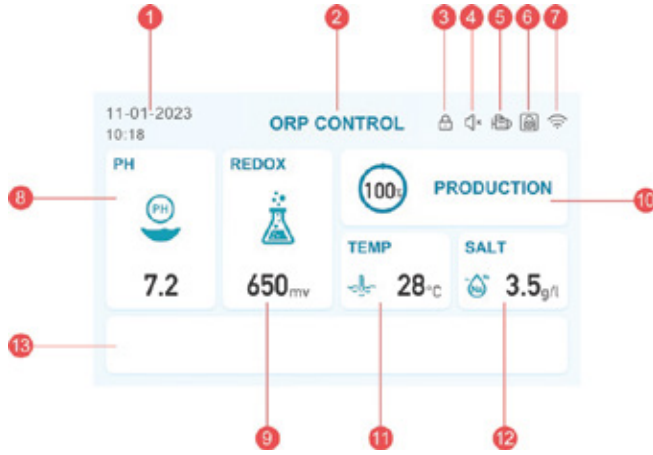 1
2
3
4
5
6
7
11-01-2023
10:18
ORP CONTROL
PH
REDOX
8
PH
100%
PRODUCTION
10
TEMP
SALT
7.2
650mv
28°C
3.5g/l
13
9
11
12